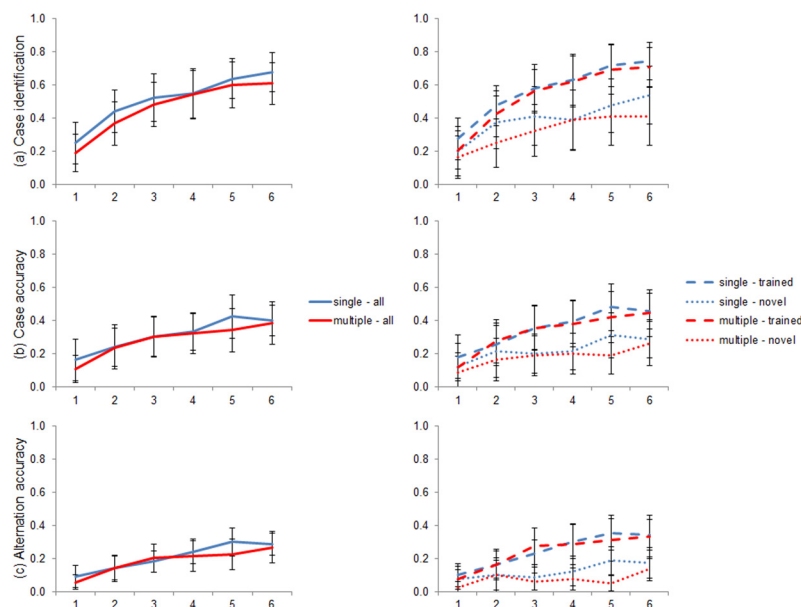 (a) Case identification
1.0
0.8
0.6
0.4
0.2
0.0
1 2 3 4 5 6
1.0
0.8
0.6
0.4
0.2
0.0
1 2 3 4 5 6
(b) Case accuracy
1.0
0.8
0.6
0.4
0.2
0.0
1 2 3 4 5 6
single - all
multiple - all
1.0
0.8
0.6
0.4
0.2
0.0
1 2 3 4 5 6
single - trained
single - novel
multiple - trained
multiple - novel
(c) Alternation accuracy
1.0
0.8
0.6
0.4
0.2
0.0
1 2 3 4 5 6
1.0
0.8
0.6
0.4
0.2
0.0
1 2 3 4 5 6